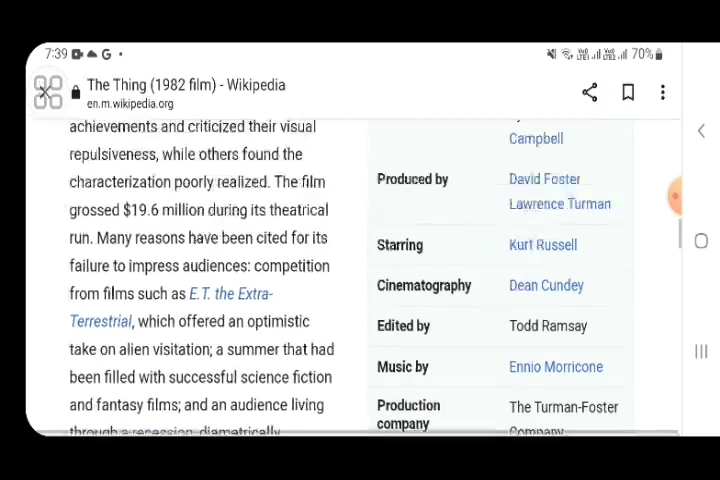 7:39 G 70%
The Thing (1982 film) - Wikipedia
en.m.wikipedia.org
achievements and criticized their visual
repulsiveness, while others found the
characterization poorly realized. The film
grossed $19.6 million during its theatrical
run. Many reasons have been cited for its
failure to impress audiences: competition
from films such as E.T. the Extra-
Terrestrial, which offered an optimistic
take on alien visitation; a summer that had
been filled with successful science fiction
and fantasy films; and an audience living
through a recession, diametrically
Campbell
Produced by David Foster
Lawrence Turman
Starring Kurt Russell
Cinematography Dean Cundey
Edited by Todd Ramsay
Music by Ennio Morricone
Production The Turman-Foster
company Company